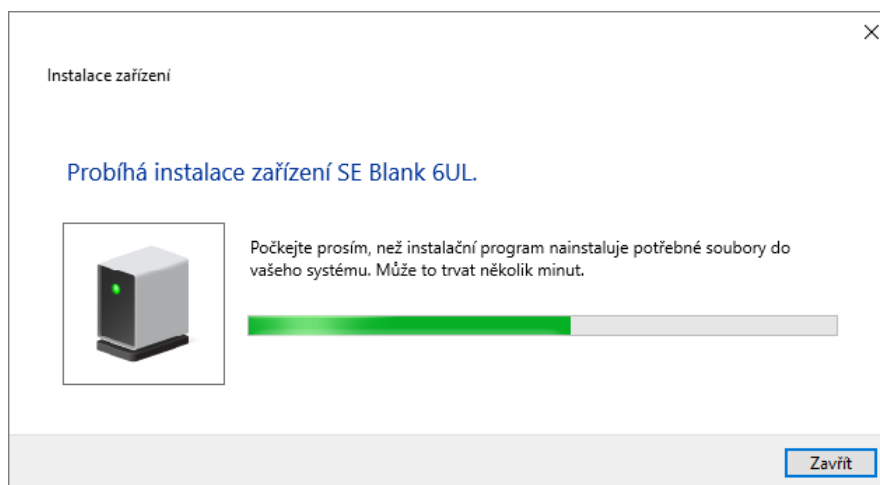 Instalace zařízení
Probíhá instalace zařízení SE Blank 6UL.
Počkejte prosím, než instalační program nainstaluje potřebné soubory do
vašeho systému. Může to trvat několik minut.
Zavřít